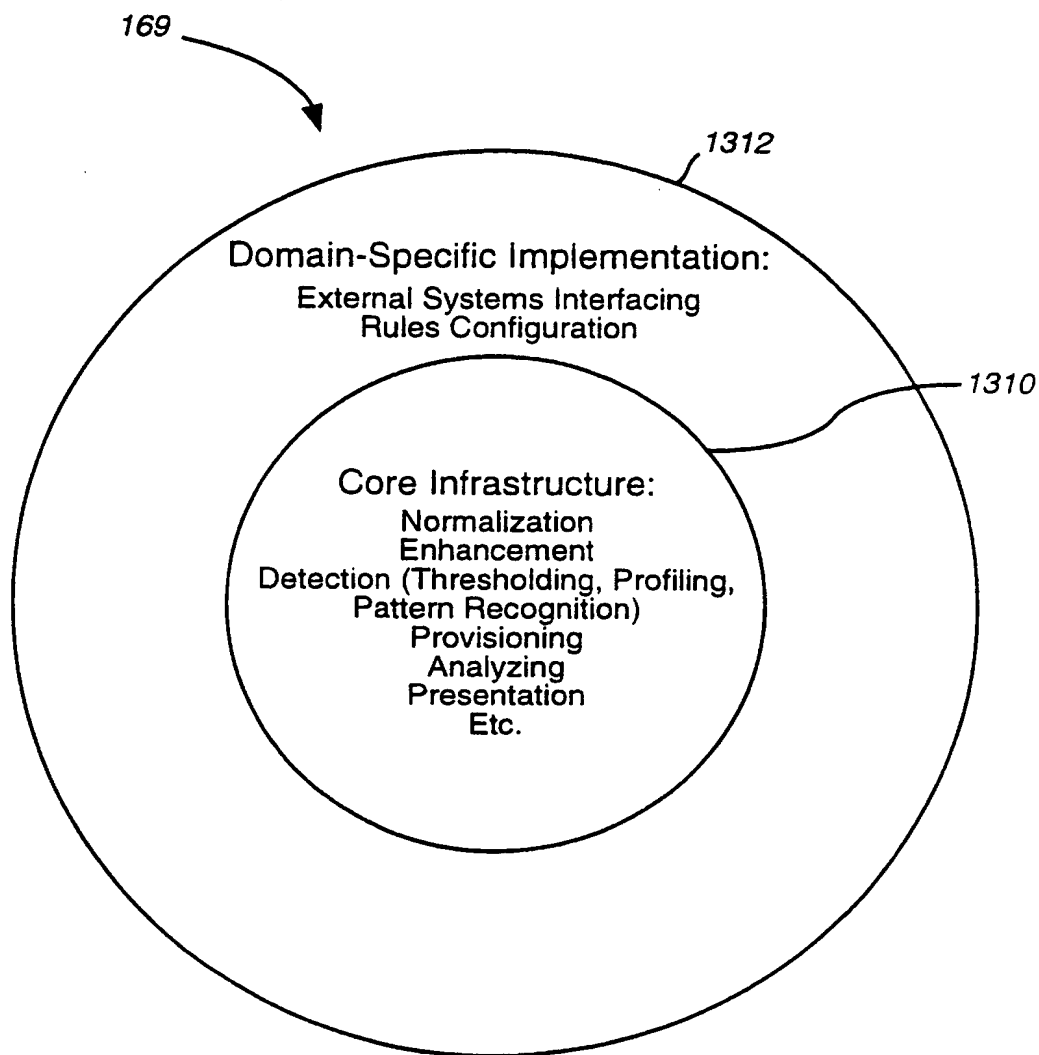 169
1312
Domain-Specific Implementation:
External Systems Interfacing
Rules Configuration
1310
Core Infrastructure:
Normalization
Enhancement
Detection (Thresholding, Profiling,
Pattern Recognition)
Provisioning
Analyzing
Presentation
Etc.